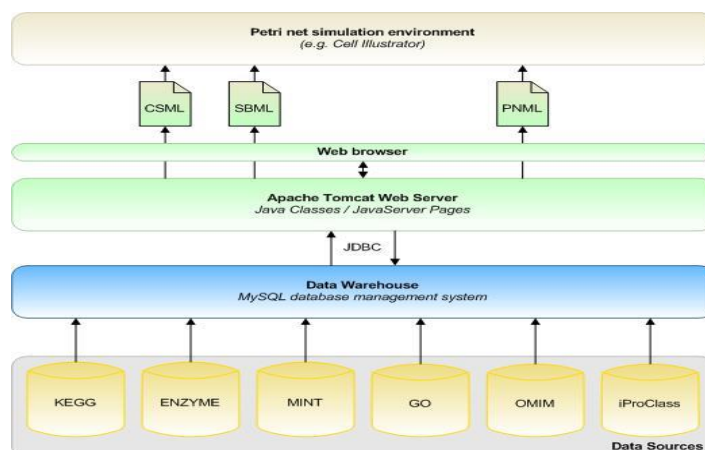 Petri net simulation environment
(e.g. Cell Illustrator)
CSML SBML PNML
Web browser
Apache Tomcat Web Server
Java Classes / JavaServer Pages
JDBC
Data Warehouse
MySQL database management system
KEGG ENZYME MINT GO OMIM iProClass
Data Sources